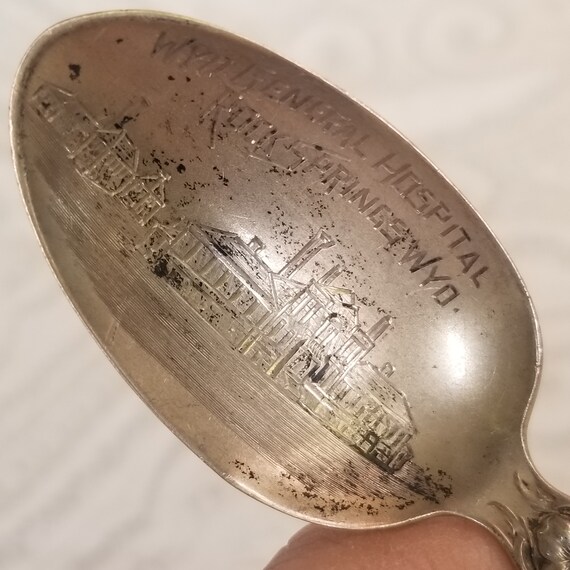 WYO. GENERAL HOSPITAL
ROCK SPRINGS, WYO.